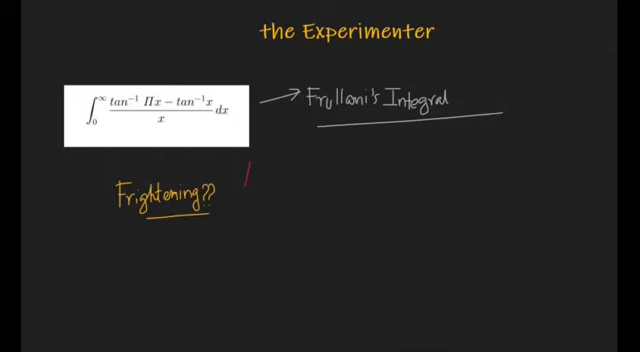 the Experimenter
∫₀^∞ (tan⁻¹ Πx − tan⁻¹x)/x dx
Frullani's Integral
Frightening??